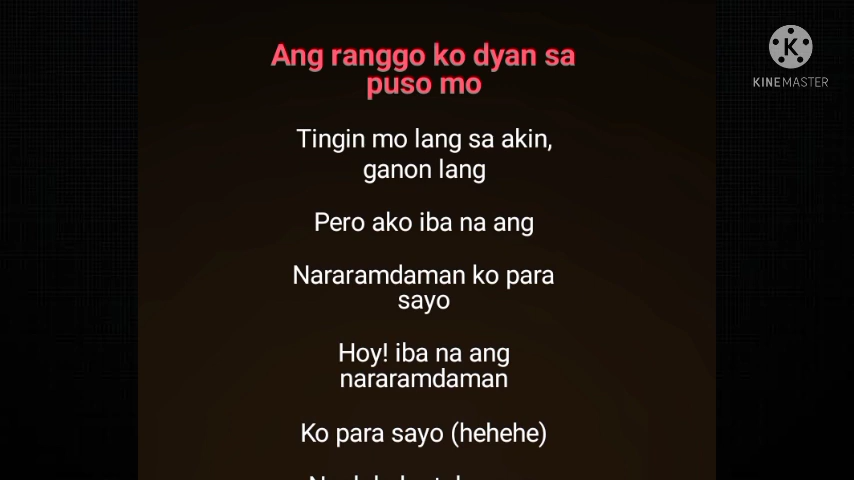 Ang ranggo ko dyan sa
puso mo
Tingin mo lang sa akin,
ganon lang
Pero ako iba na ang
Nararamdaman ko para
sayo
Hoy! iba na ang
nararamdaman
Ko para sayo (hehehe)
K
KINEMASTER